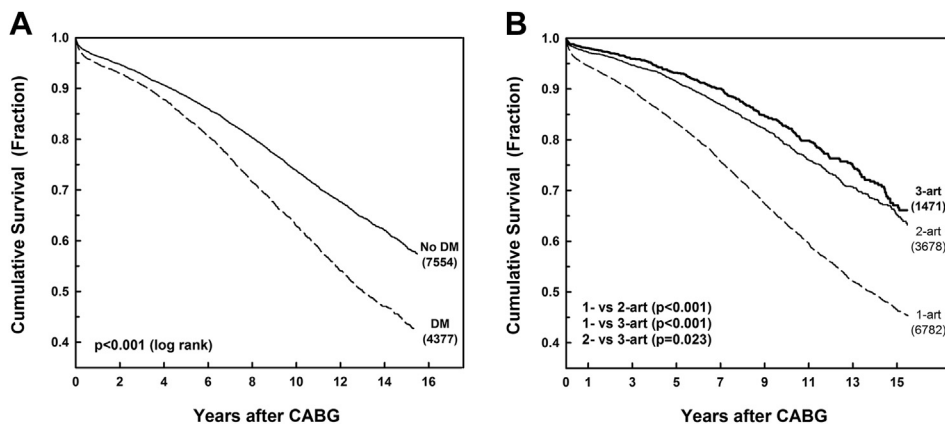 A
Cumulative Survival (Fraction)
1.0
0.9
0.8
0.7
0.6
0.5
0.4
No DM
(7554)
DM
(4377)
p<0.001 (log rank)
0 2 4 6 8 10 12 14 16
Years after CABG
B
Cumulative Survival (Fraction)
1.0
0.9
0.8
0.7
0.6
0.5
0.4
3-art
(1471)
2-art
(3678)
1-art
(6782)
1- vs 2-art (p<0.001)
1- vs 3-art (p<0.001)
2- vs 3-art (p=0.023)
0 1 3 5 7 9 11 13 15
Years after CABG